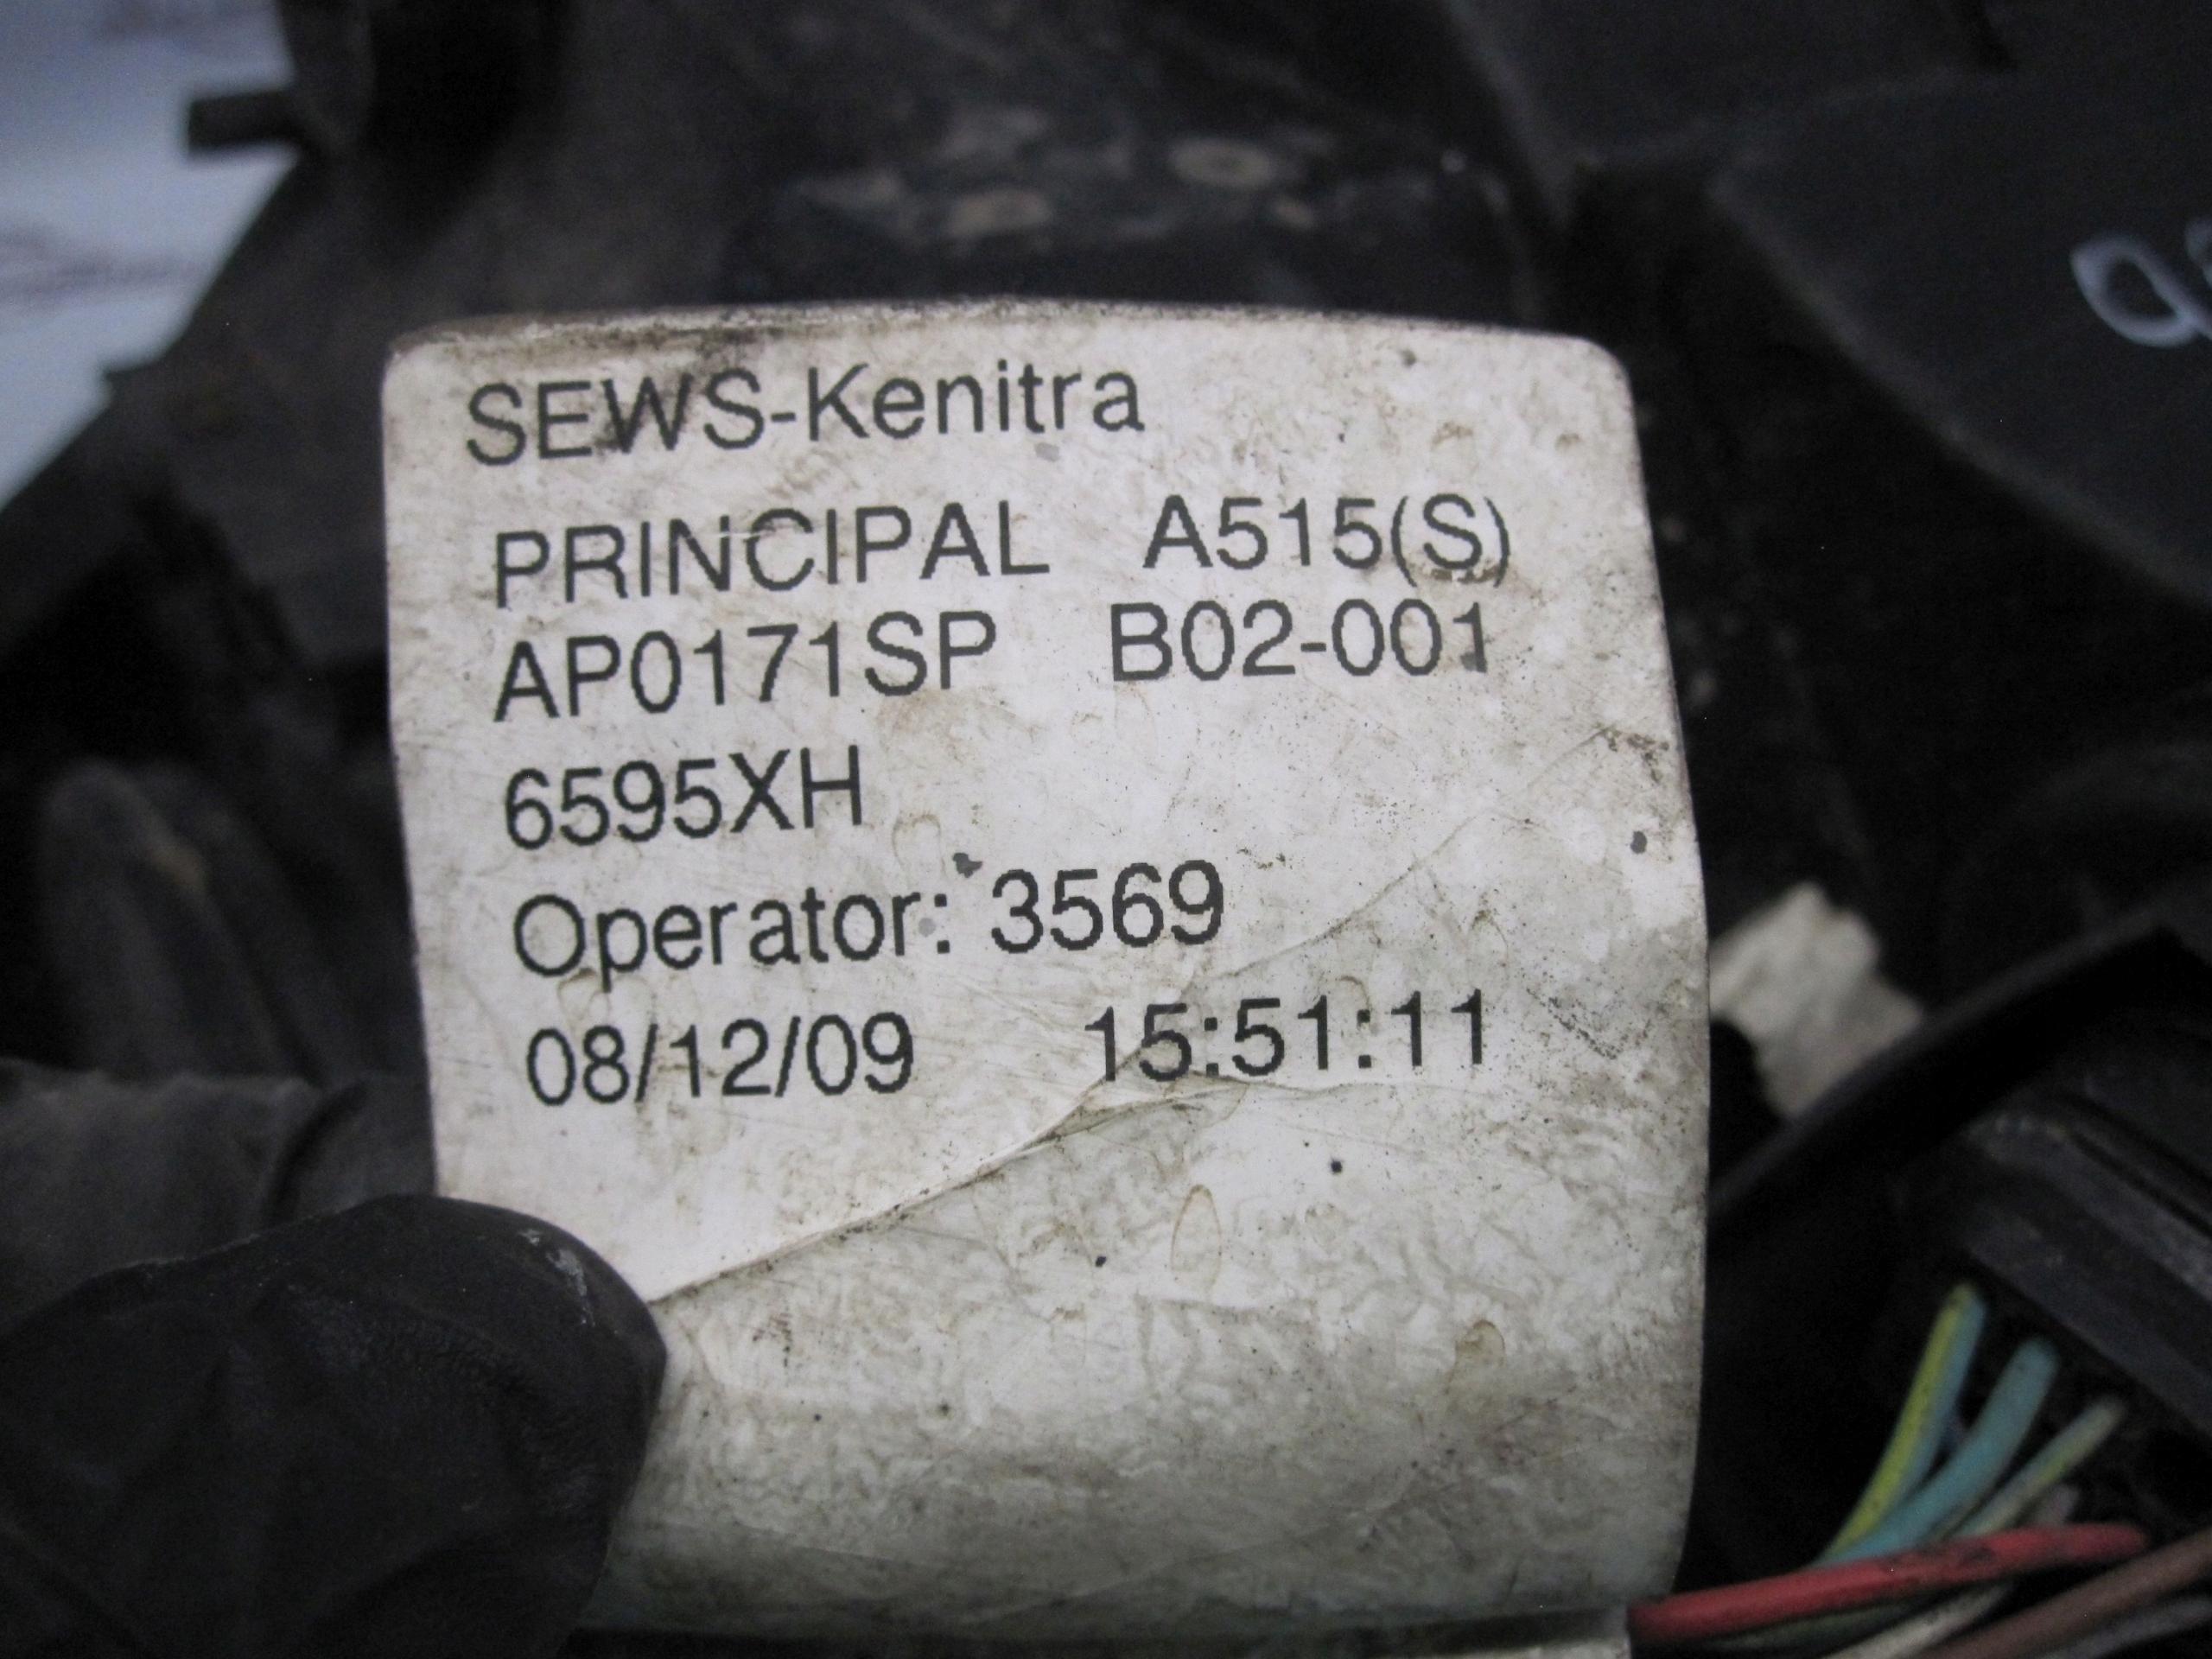 SEWS-Kenitra
PRINCIPAL A515(S)
AP0171SP B02-001
6595XH
Operator: 3569
08/12/09 15:51:11